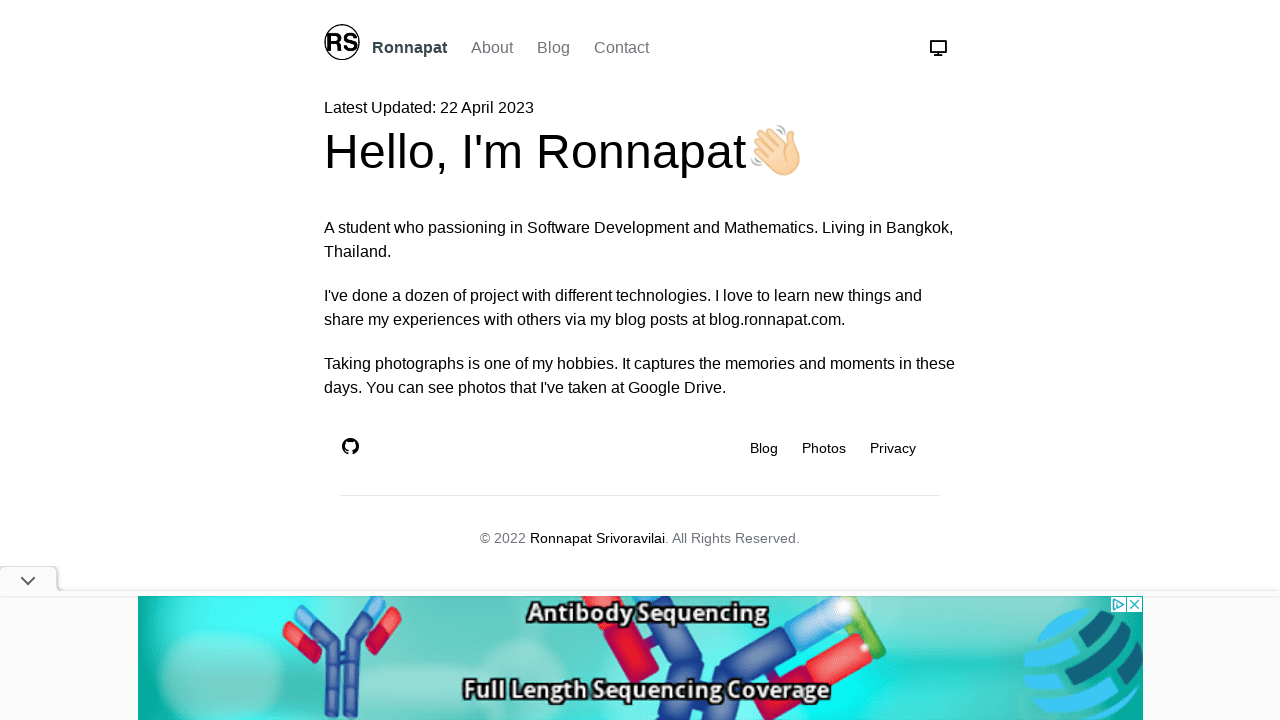 RS Ronnapat About Blog Contact
Latest Updated: 22 April 2023
Hello, I'm Ronnapat👋🏻
A student who passioning in Software Development and Mathematics. Living in Bangkok,
Thailand.
I've done a dozen of project with different technologies. I love to learn new things and
share my experiences with others via my blog posts at blog.ronnapat.com.
Taking photographs is one of my hobbies. It captures the memories and moments in these
days. You can see photos that I've taken at Google Drive.
Blog Photos Privacy
© 2022 Ronnapat Srivoravilai. All Rights Reserved.
Antibody Sequencing
Full Length Sequencing Coverage